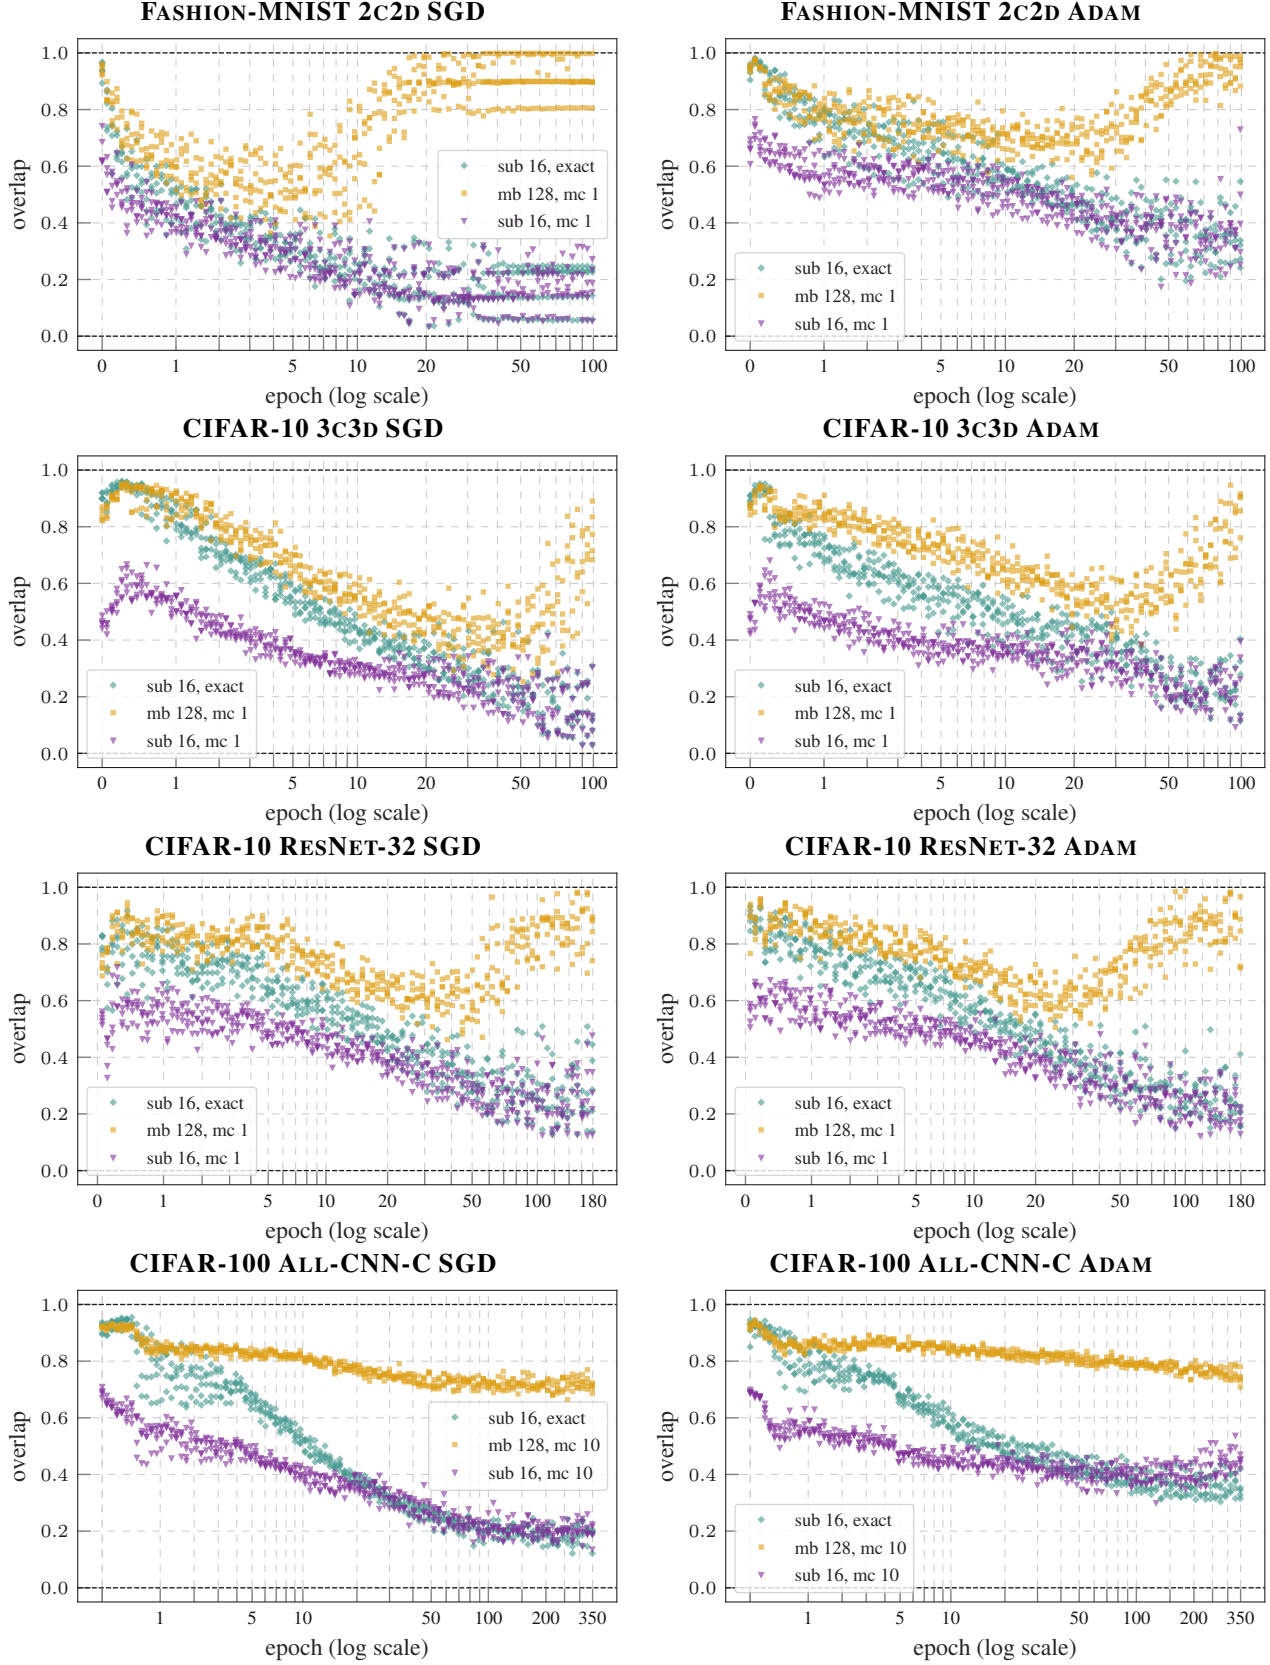 FASHION-MNIST 2C2D SGD
1.0
0.8
0.6
0.4
0.2
0.0
overlap
sub 16, exact
mb 128, mc 1
sub 16, mc 1
0 1 5 10 20 50 100
epoch (log scale)
FASHION-MNIST 2C2D ADAM
1.0
0.8
0.6
0.4
0.2
0.0
overlap
sub 16, exact
mb 128, mc 1
sub 16, mc 1
0 1 5 10 20 50 100
epoch (log scale)
CIFAR-10 3C3D SGD
1.0
0.8
0.6
0.4
0.2
0.0
overlap
sub 16, exact
mb 128, mc 1
sub 16, mc 1
0 1 5 10 20 50 100
epoch (log scale)
CIFAR-10 3C3D ADAM
1.0
0.8
0.6
0.4
0.2
0.0
overlap
sub 16, exact
mb 128, mc 1
sub 16, mc 1
0 1 5 10 20 50 100
epoch (log scale)
CIFAR-10 RESNET-32 SGD
1.0
0.8
0.6
0.4
0.2
0.0
overlap
sub 16, exact
mb 128, mc 1
sub 16, mc 1
0 1 5 10 20 50 100 180
epoch (log scale)
CIFAR-10 RESNET-32 ADAM
1.0
0.8
0.6
0.4
0.2
0.0
overlap
sub 16, exact
mb 128, mc 1
sub 16, mc 1
0 1 5 10 20 50 100 180
epoch (log scale)
CIFAR-100 ALL-CNN-C SGD
1.0
0.8
0.6
0.4
0.2
0.0
overlap
sub 16, exact
mb 128, mc 10
sub 16, mc 10
1 10 50 100 200 350
epoch (log scale)
CIFAR-100 ALL-CNN-C ADAM
1.0
0.8
0.6
0.4
0.2
0.0
overlap
sub 16, exact
mb 128, mc 10
sub 16, mc 10
1 5 10 50 100 200 350
epoch (log scale)